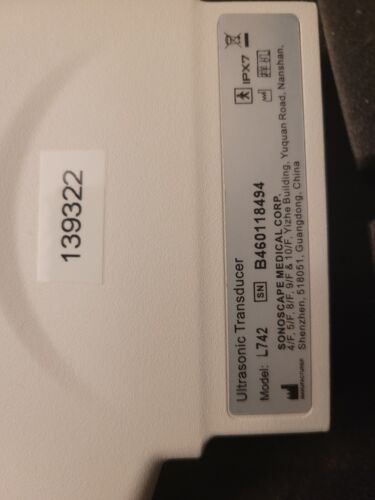 139322
Ultrasonic Transducer
Model: L742
SN B460118494
IPX7
SONOSCAPE MEDICAL CORP.
4/F, 5/F, 8/F, 9/F & 10/F, Yizhe Building, Yuquan Road, Nanshan,
Shenzhen, 518051, Guangdong, China
MANUFACTURER